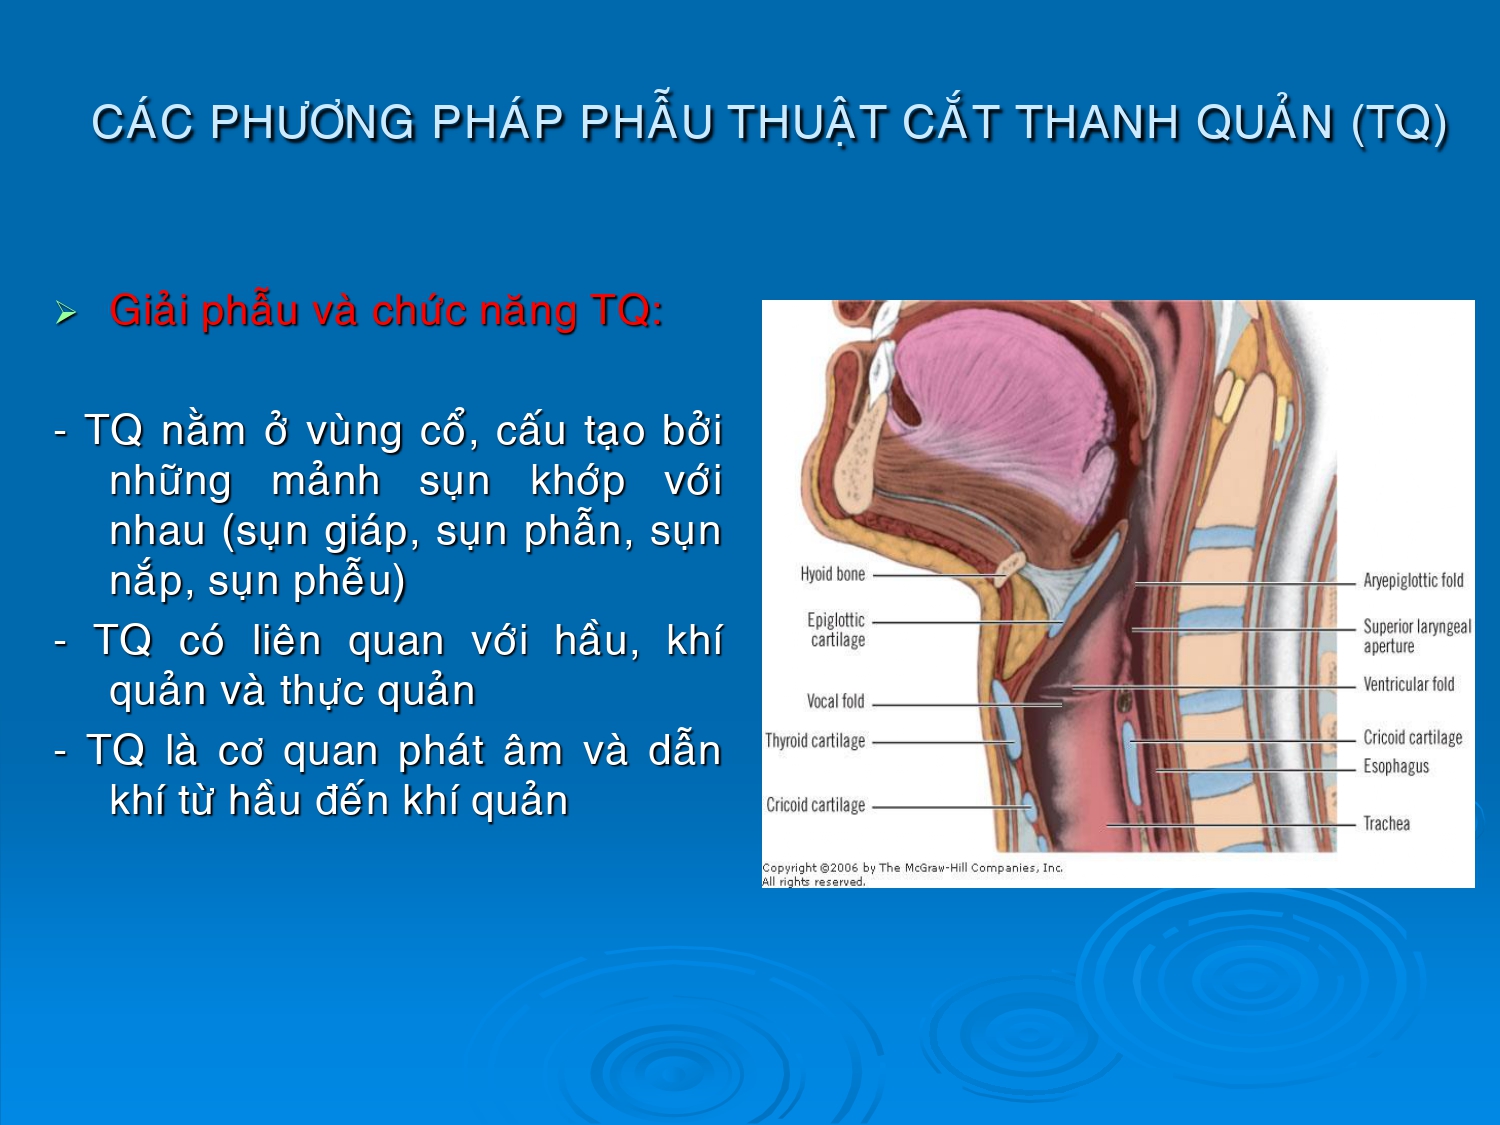 CÁC PHƯƠNG PHÁP PHẪU THUẬT CẮT THANH QUẢN (TQ)
Giải phẫu và chức năng TQ:
- TQ nằm ở vùng cổ, cấu tạo bởi
những mảnh sụn khớp với
nhau (sụn giáp, sụn phẫn, sụn
nắp, sụn phễu)
- TQ có liên quan với hầu, khí
quản và thực quản
- TQ là cơ quan phát âm và dẫn
khí từ hầu đến khí quản
Hyoid bone
Epiglottic
cartilage
Vocal fold
Thyroid cartilage
Cricoid cartilage
Aryepiglottic fold
Superior laryngeal
aperture
Ventricular fold
Cricoid cartilage
Esophagus
Trachea
Copyright ©2006 by The McGraw-Hill Companies, Inc.
All rights reserved.